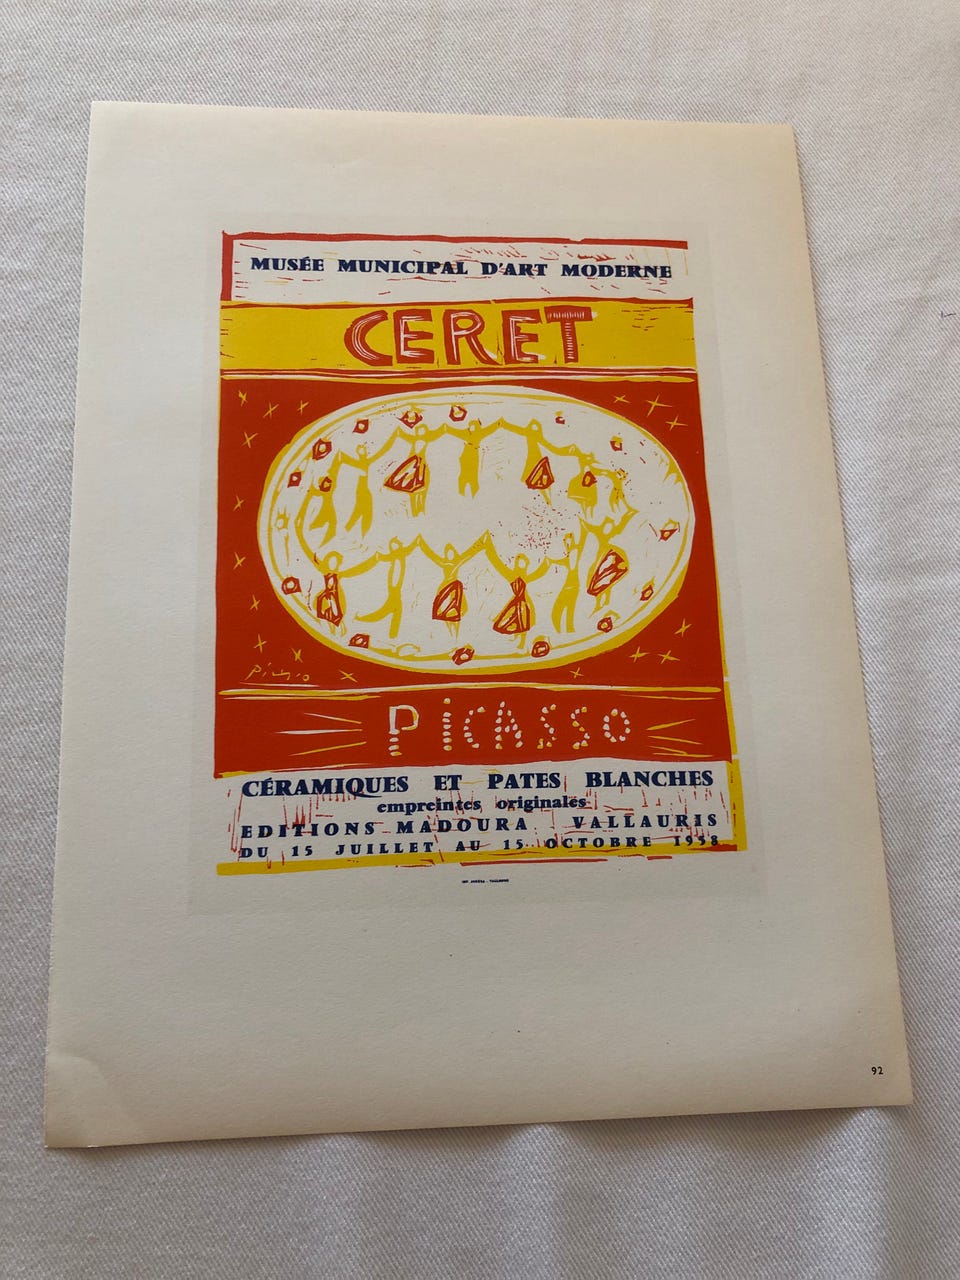 MUSÉE MUNICIPAL D'ART MODERNE
CERET
Picasso
PiCASSO
CÉRAMIQUES ET PATES BLANCHES
empreintes originales
EDITIONS MADOURA VALLAURIS
DU 15 JUILLET AU 15 OCTOBRE 1958
92